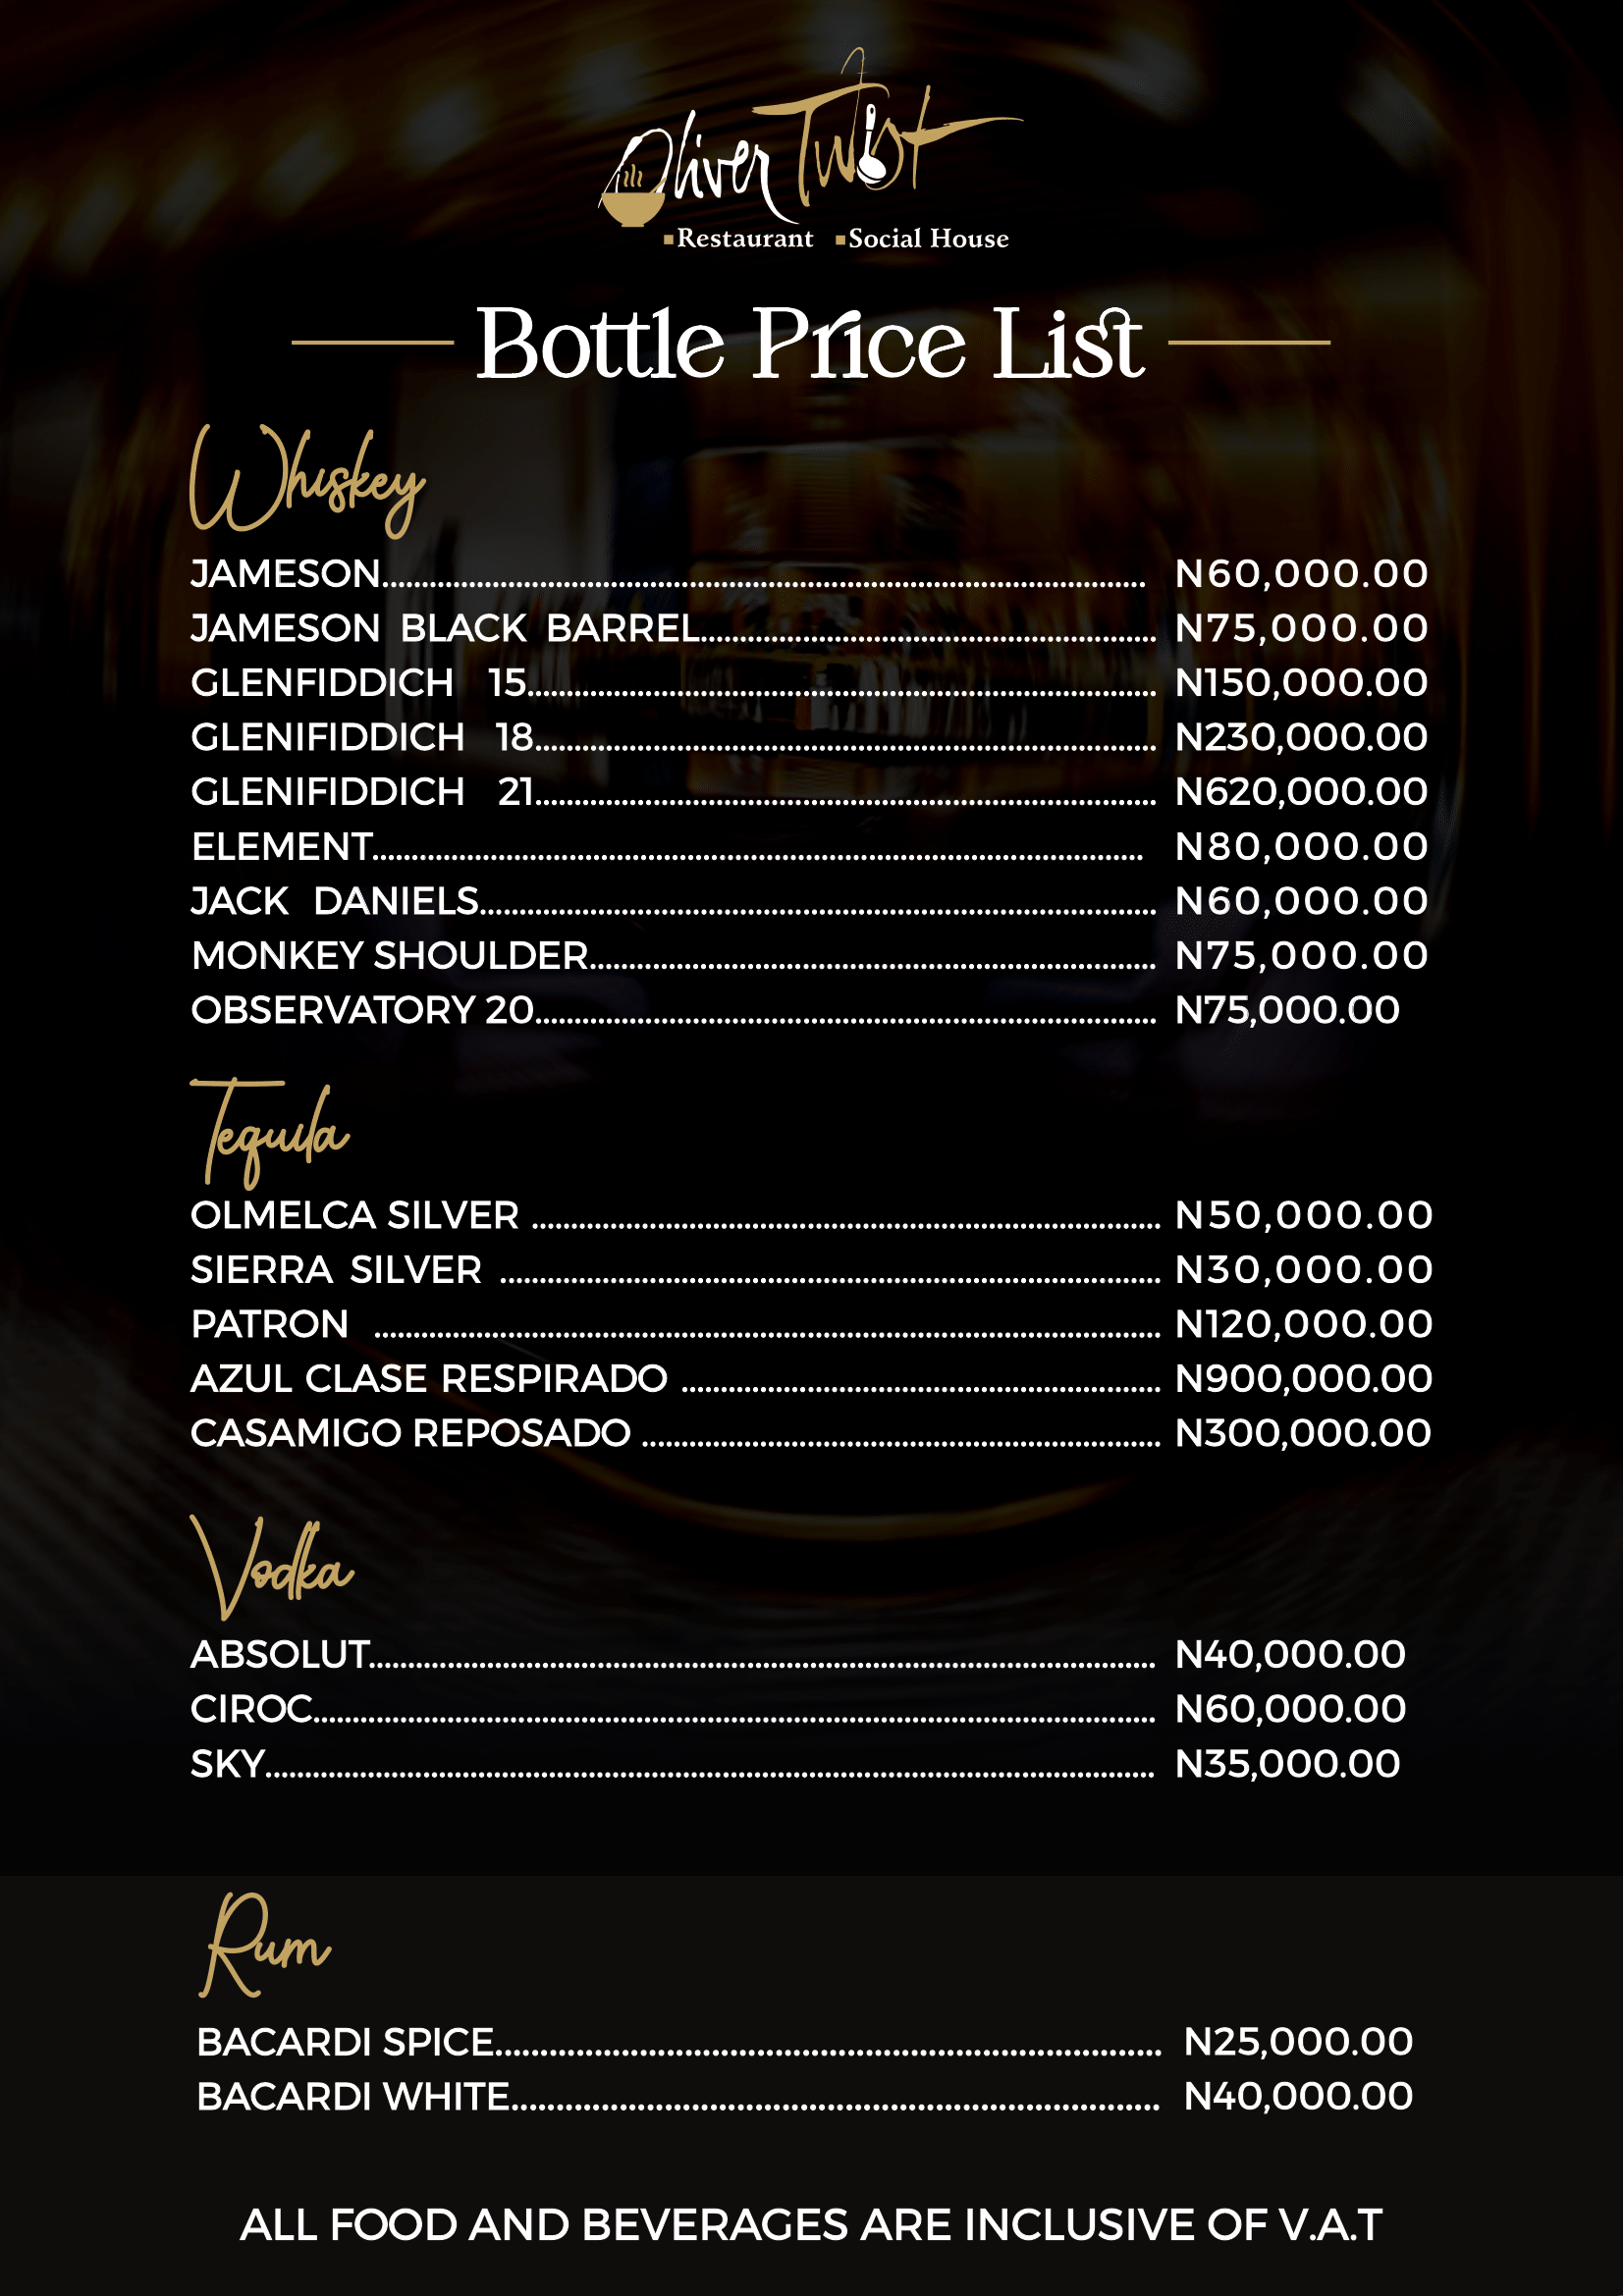 Oliver Twist
Restaurant Social House
Bottle Price List
Whiskey
JAMESON................................................................................................ N60,000.00
JAMESON BLACK BARREL......................................................... N75,000.00
GLENFIDDICH 15............................................................................... N150,000.00
GLENIFIDDICH 18.............................................................................. N230,000.00
GLENIFIDDICH 21.............................................................................. N620,000.00
ELEMENT................................................................................................. N80,000.00
JACK DANIELS..................................................................................... N60,000.00
MONKEY SHOULDER....................................................................... N75,000.00
OBSERVATORY 20.............................................................................. N75,000.00
Tequila
OLMELCA SILVER ............................................................................... N50,000.00
SIERRA SILVER ................................................................................... N30,000.00
PATRON ................................................................................................... N120,000.00
AZUL CLASE RESPIRADO ............................................................ N900,000.00
CASAMIGO REPOSADO ................................................................. N300,000.00
Vodka
ABSOLUT................................................................................................... N40,000.00
CIROC.......................................................................................................... N60,000.00
SKY................................................................................................................ N35,000.00
Rum
BACARDI SPICE.......................................................................... N25,000.00
BACARDI WHITE........................................................................ N40,000.00
ALL FOOD AND BEVERAGES ARE INCLUSIVE OF V.A.T